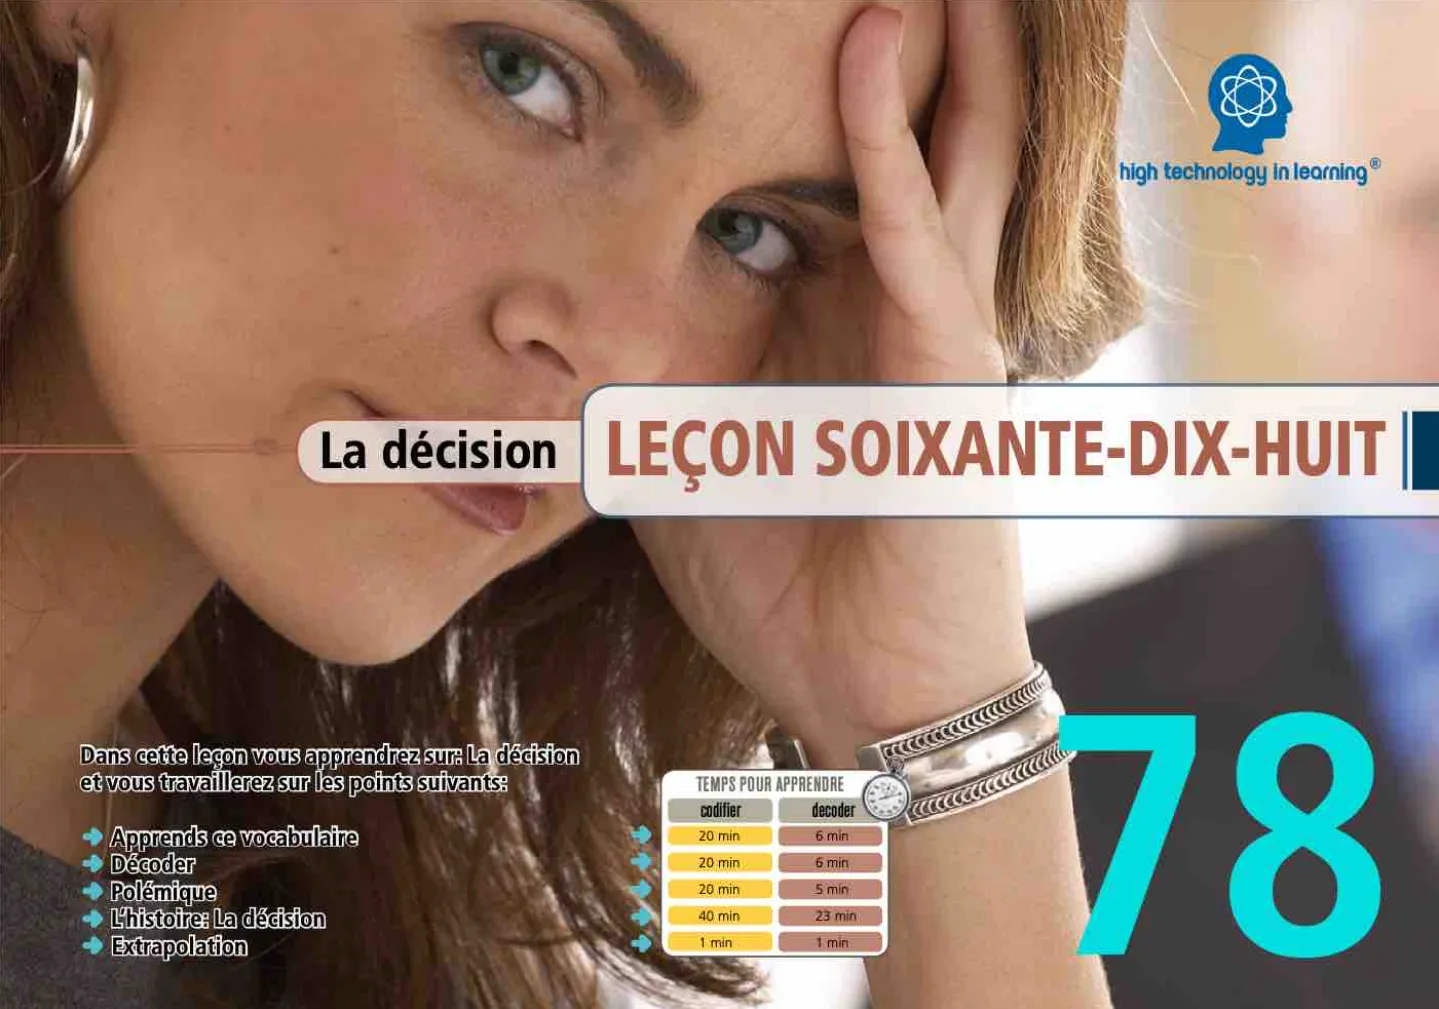 high technology in learning®
La décision
LEÇON SOIXANTE-DIX-HUIT
Dans cette leçon vous apprendrez sur: La décision
et vous travaillerez sur les points suivants:
Apprends ce vocabulaire
Décoder
Polémique
L'histoire: La décision
Extrapolation
TEMPS POUR APPRENDRE
codifier decoder
20 min 6 min
20 min 6 min
20 min 5 min
40 min 23 min
1 min 1 min
78